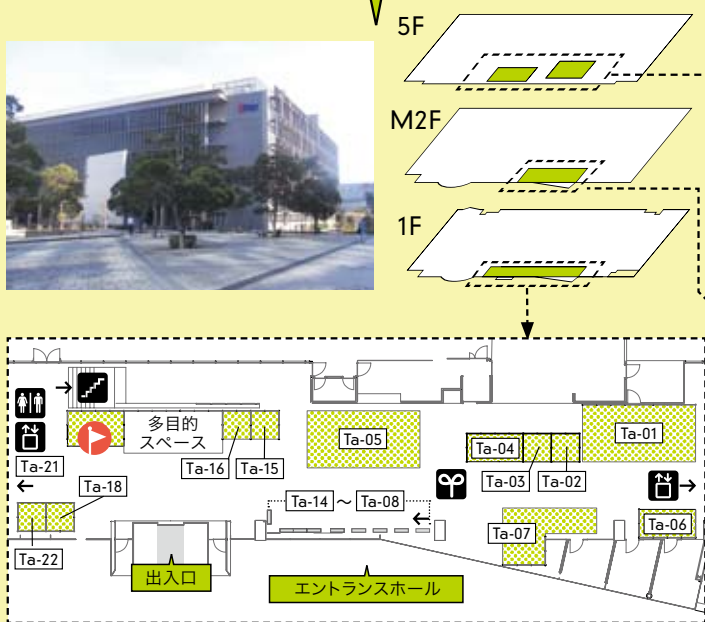 5F
M2F
1F
多目的
スペース
Ta-05
Ta-01
Ta-04
Ta-21
Ta-16
Ta-15
Ta-03
Ta-02
Ta-18
Ta-14
～
Ta-08
Ta-07
Ta-06
Ta-22
出入口
エントランスホール